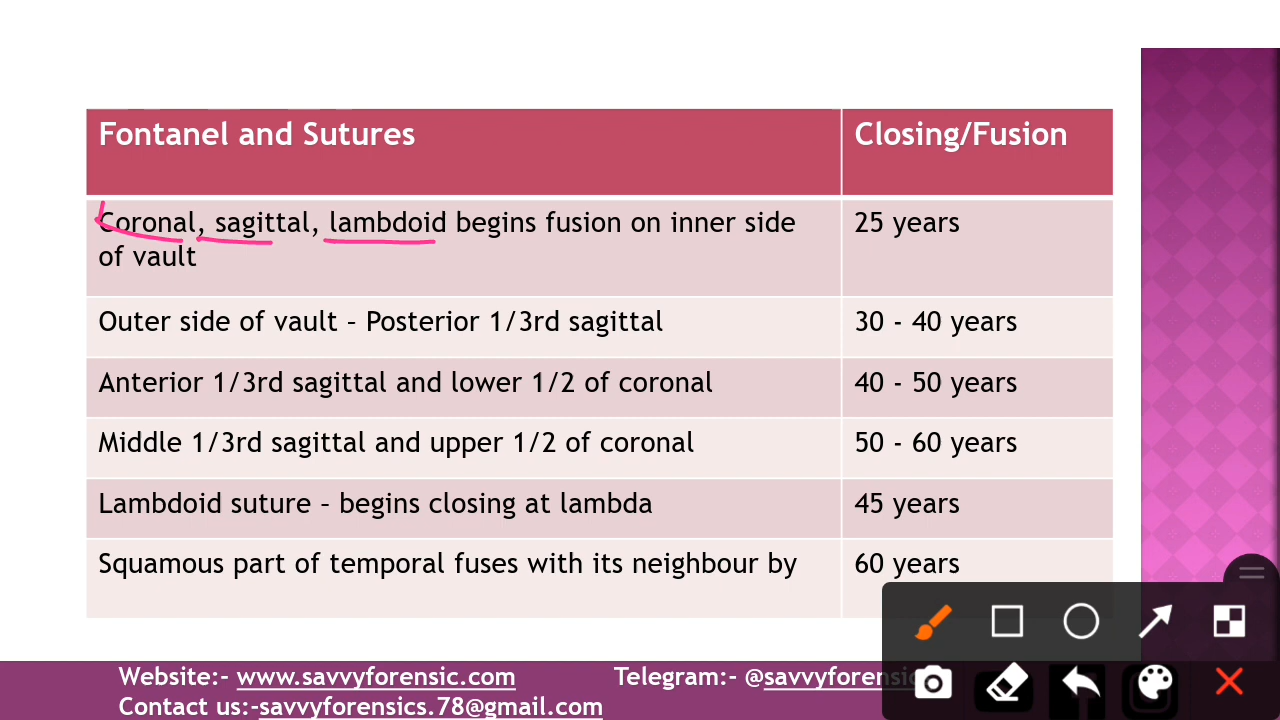 Fontanel and Sutures
Closing/Fusion
Coronal, sagittal, lambdoid begins fusion on inner side
of vault
25 years
Outer side of vault – Posterior 1/3rd sagittal
30 - 40 years
Anterior 1/3rd sagittal and lower 1/2 of coronal
40 - 50 years
Middle 1/3rd sagittal and upper 1/2 of coronal
50 - 60 years
Lambdoid suture – begins closing at lambda
45 years
Squamous part of temporal fuses with its neighbour by
60 years
Website:- www.savvyforensic.com
Telegram:- @savvyforensic
Contact us:-savvyforensics.78@gmail.com